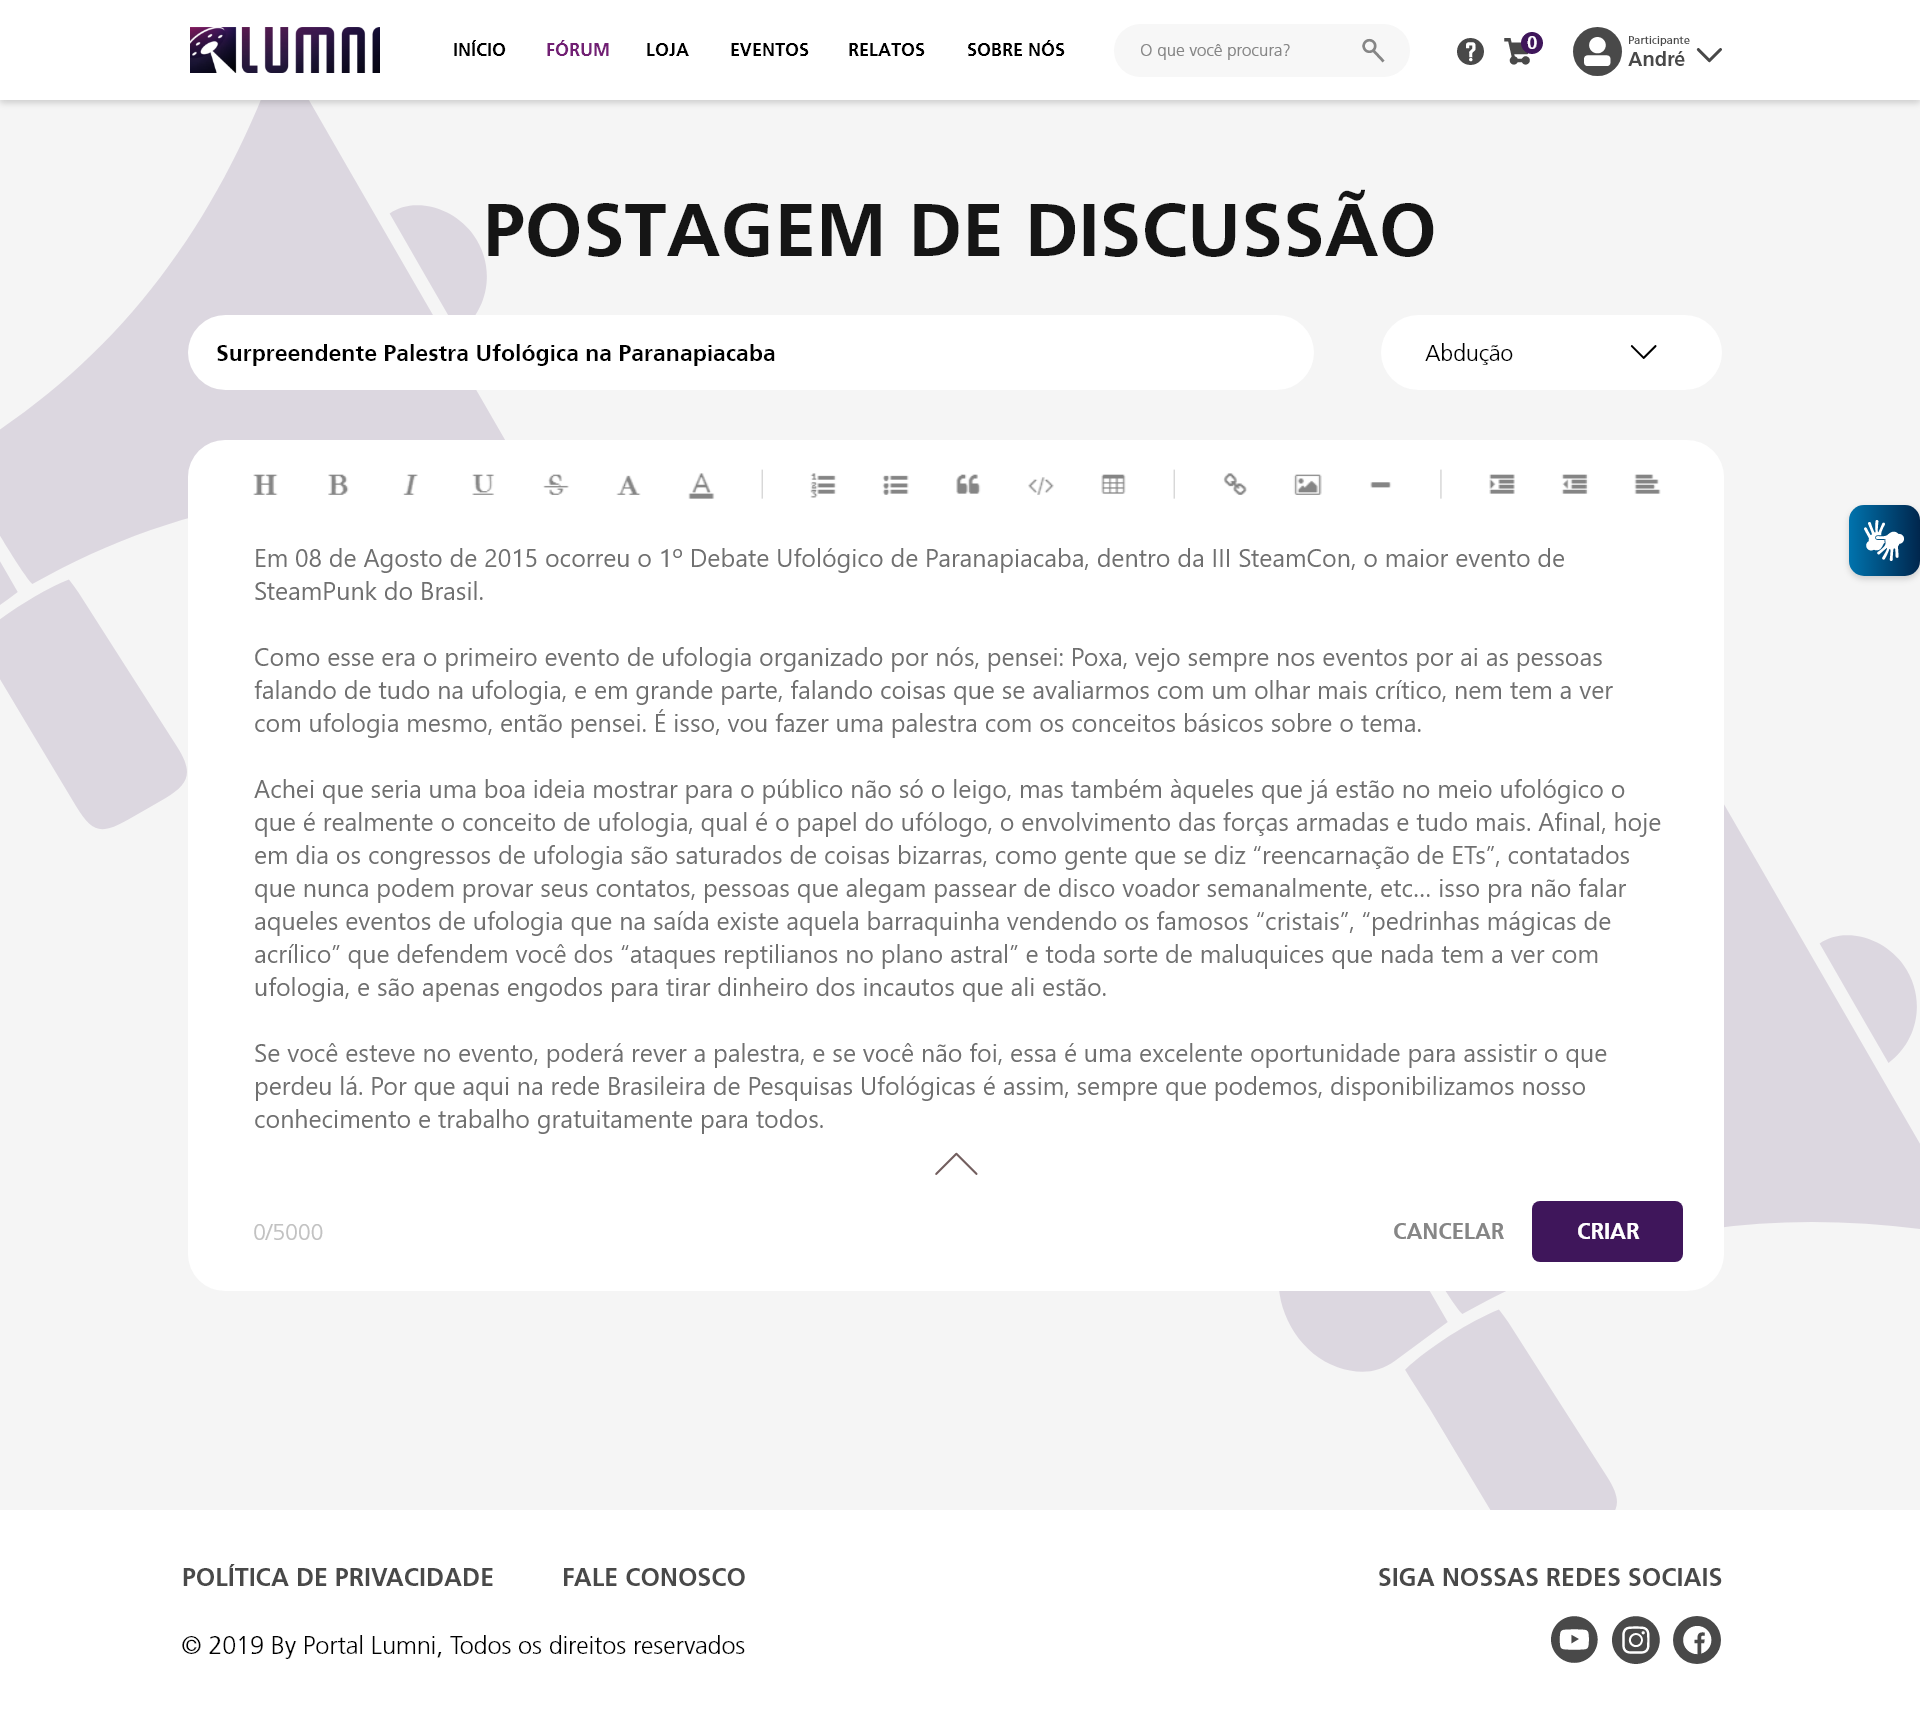 LUMNI
INÍCIO FÓRUM LOJA EVENTOS RELATOS SOBRE NÓS
O que você procura?
0
Participante
André
POSTAGEM DE DISCUSSÃO
Surpreendente Palestra Ufológica na Paranapiacaba
Abdução
H B I U S A A
Em 08 de Agosto de 2015 ocorreu o 1º Debate Ufológico de Paranapiacaba, dentro da III SteamCon, o maior evento de
SteamPunk do Brasil.
Como esse era o primeiro evento de ufologia organizado por nós, pensei: Poxa, vejo sempre nos eventos por ai as pessoas
falando de tudo na ufologia, e em grande parte, falando coisas que se avaliarmos com um olhar mais crítico, nem tem a ver
com ufologia mesmo, então pensei. É isso, vou fazer uma palestra com os conceitos básicos sobre o tema.
Achei que seria uma boa ideia mostrar para o público não só o leigo, mas também àqueles que já estão no meio ufológico o
que é realmente o conceito de ufologia, qual é o papel do ufólogo, o envolvimento das forças armadas e tudo mais. Afinal, hoje
em dia os congressos de ufologia são saturados de coisas bizarras, como gente que se diz “reencarnação de ETs”, contatados
que nunca podem provar seus contatos, pessoas que alegam passear de disco voador semanalmente, etc... isso pra não falar
aqueles eventos de ufologia que na saída existe aquela barraquinha vendendo os famosos “cristais”, “pedrinhas mágicas de
acrílico” que defendem você dos “ataques reptilianos no plano astral” e toda sorte de maluquices que nada tem a ver com
ufologia, e são apenas engodos para tirar dinheiro dos incautos que ali estão.
Se você esteve no evento, poderá rever a palestra, e se você não foi, essa é uma excelente oportunidade para assistir o que
perdeu lá. Por que aqui na rede Brasileira de Pesquisas Ufológicas é assim, sempre que podemos, disponibilizamos nosso
conhecimento e trabalho gratuitamente para todos.
0/5000
CANCELAR CRIAR
POLÍTICA DE PRIVACIDADE FALE CONOSCO SIGA NOSSAS REDES SOCIAIS
© 2019 By Portal Lumni, Todos os direitos reservados